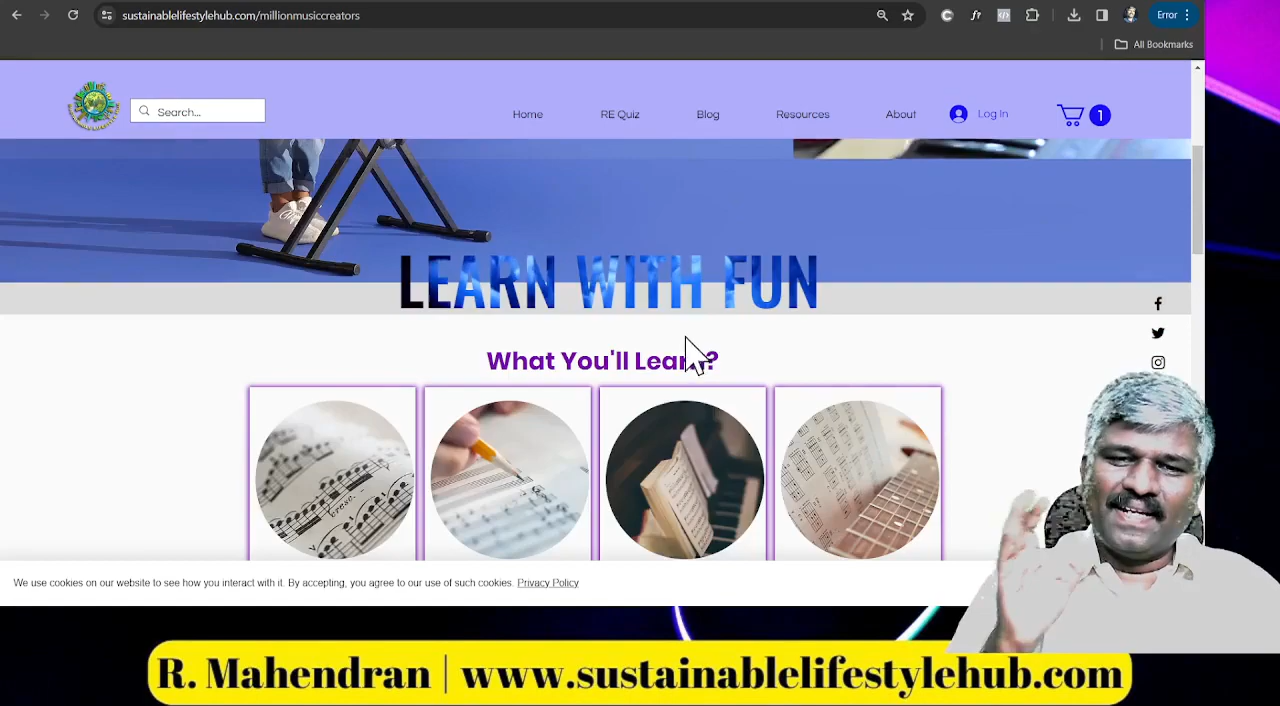 sustainablelifestylehub.com/millionmusiccreators
Error
All Bookmarks
Search...
Home
RE Quiz
Blog
Resources
About
Log In
1
LEARN WITH FUN
What You'll Learn?
cresc.
We use cookies on our website to see how you interact with it. By accepting, you agree to our use of such cookies. Privacy Policy
R. Mahendran | www.sustainablelifestylehub.com